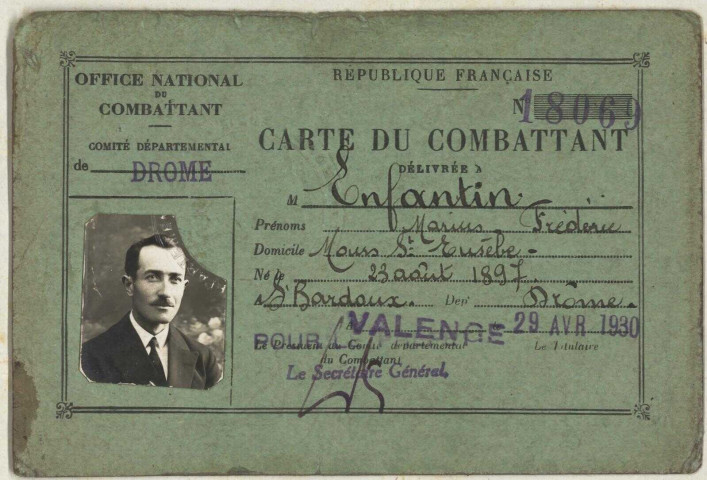 OFFICE NATIONAL
DU
COMBATTANT
COMITÉ DÉPARTEMENTAL
de DROME
RÉPUBLIQUE FRANÇAISE
N 18069
CARTE DU COMBATTANT
DÉLIVRÉE A
M Enfantin
Prénoms Marius Fréderic
Domicile Mours St Eusèbe
Né le 23 août 1897
à St Bardoux. Dept Drôme
A VALENCE 29 AVR 1930
POUR
Le Président du Comité départemental
du Combattant
Le Titulaire
Le Secrétaire Général,